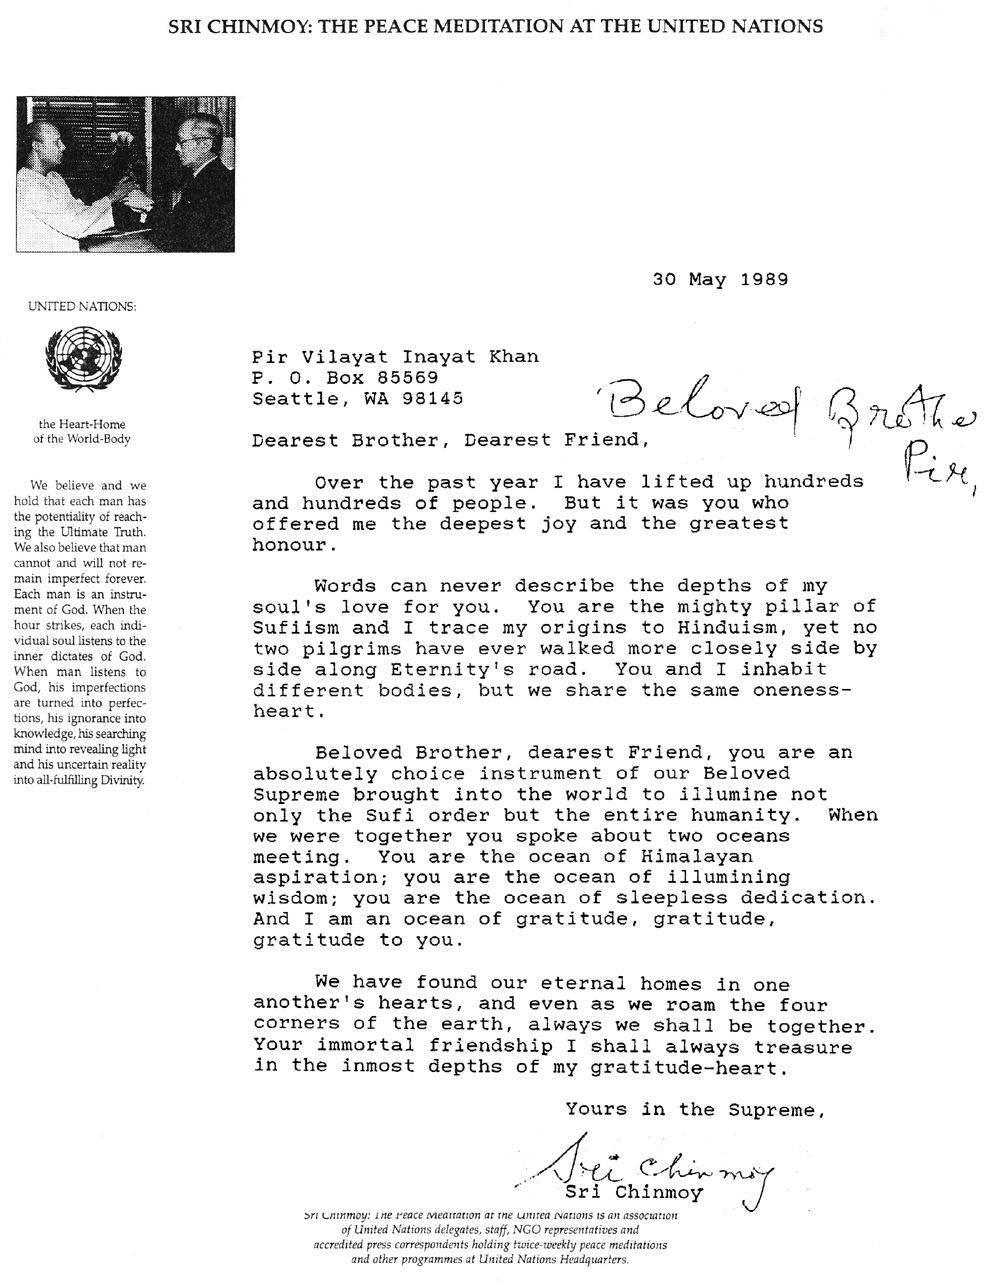 SRI CHINMOY: THE PEACE MEDITATION AT THE UNITED NATIONS
30 May 1989
UNITED NATIONS:
the Heart-Home
of the World-Body
We believe and we
hold that each man has
the potentiality of reach-
ing the Ultimate Truth.
We also believe that man
cannot and will not re-
main imperfect forever.
Each man is an instru-
ment of God. When the
hour strikes, each indi-
vidual soul listens to the
inner dictates of God.
When man listens to
God, his imperfections
are turned into perfec-
tions, his ignorance into
knowledge, his searching
mind into revealing light
and his uncertain reality
into all-fulfilling Divinity.
Pir Vilayat Inayat Khan
P. O. Box 85569
Seattle, WA 98145
Beloved Brother
Pir,
Dearest Brother, Dearest Friend,
Over the past year I have lifted up hundreds
and hundreds of people. But it was you who
offered me the deepest joy and the greatest
honour.
Words can never describe the depths of my
soul's love for you. You are the mighty pillar of
Sufiism and I trace my origins to Hinduism, yet no
two pilgrims have ever walked more closely side by
side along Eternity's road. You and I inhabit
different bodies, but we share the same oneness-
heart.
Beloved Brother, dearest Friend, you are an
absolutely choice instrument of our Beloved
Supreme brought into the world to illumine not
only the Sufi order but the entire humanity. When
we were together you spoke about two oceans
meeting. You are the ocean of Himalayan
aspiration; you are the ocean of illumining
wisdom; you are the ocean of sleepless dedication.
And I am an ocean of gratitude, gratitude,
gratitude to you.
We have found our eternal homes in one
another's hearts, and even as we roam the four
corners of the earth, always we shall be together.
Your immortal friendship I shall always treasure
in the inmost depths of my gratitude-heart.
Yours in the Supreme,
Sri Chinmoy
Sri Chinmoy
Sri Chinmoy: The Peace Meditation at the United Nations is an association
of United Nations delegates, staff, NGO representatives and
accredited press correspondents holding twice-weekly peace meditations
and other programmes at United Nations Headquarters.